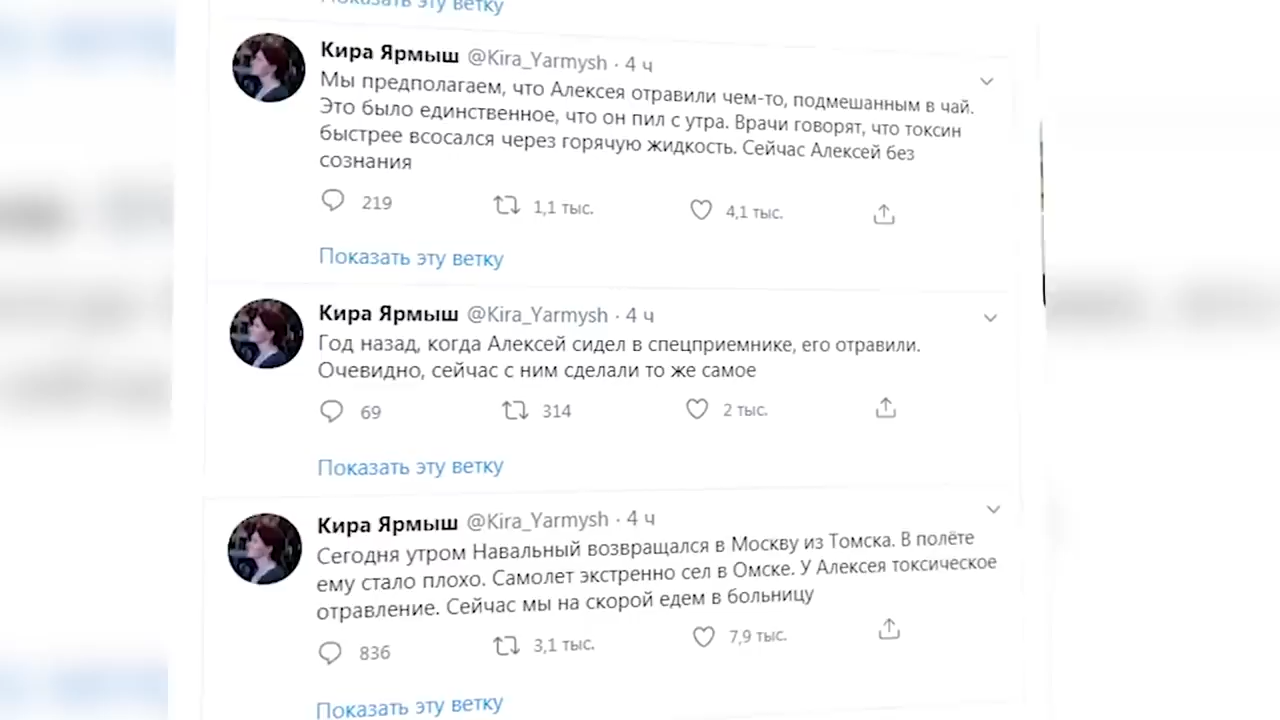 Показать эту ветку
Кира Ярмыш @Kira_Yarmysh · 4 ч
Мы предполагаем, что Алексея отравили чем-то, подмешанным в чай.
Это было единственное, что он пил с утра. Врачи говорят, что токсин
быстрее всосался через горячую жидкость. Сейчас Алексей без
сознания
219 1,1 тыс. 4,1 тыс.
Показать эту ветку
Кира Ярмыш @Kira_Yarmysh · 4 ч
Год назад, когда Алексей сидел в спецприемнике, его отравили.
Очевидно, сейчас с ним сделали то же самое
69 314 2 тыс.
Показать эту ветку
Кира Ярмыш @Kira_Yarmysh · 4 ч
Сегодня утром Навальный возвращался в Москву из Томска. В полёте
ему стало плохо. Самолет экстренно сел в Омске. У Алексея токсическое
отравление. Сейчас мы на скорой едем в больницу
836 3,1 тыс. 7,9 тыс.
Показать эту ветку